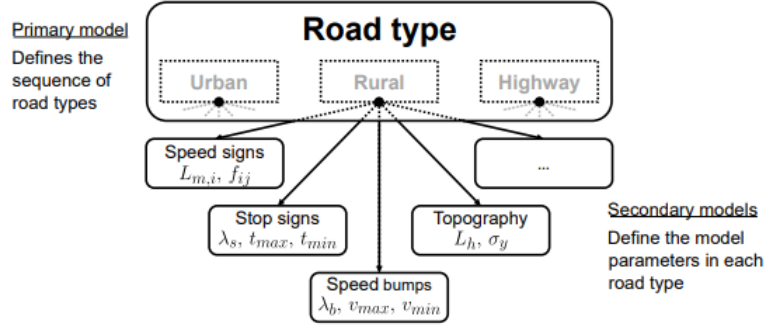 Primary model
Defines the
sequence of
road types
Road type
Urban
Rural
Highway
Speed signs
L_{m,i}, f_{ij}
...
Stop signs
λ_s, t_{max}, t_{min}
Topography
L_h, σ_y
Speed bumps
λ_b, v_{max}, v_{min}
Secondary models
Define the model
parameters in each
road type